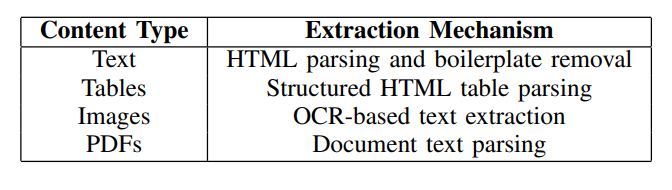 Content Type Extraction Mechanism
Text HTML parsing and boilerplate removal
Tables Structured HTML table parsing
Images OCR-based text extraction
PDFs Document text parsing